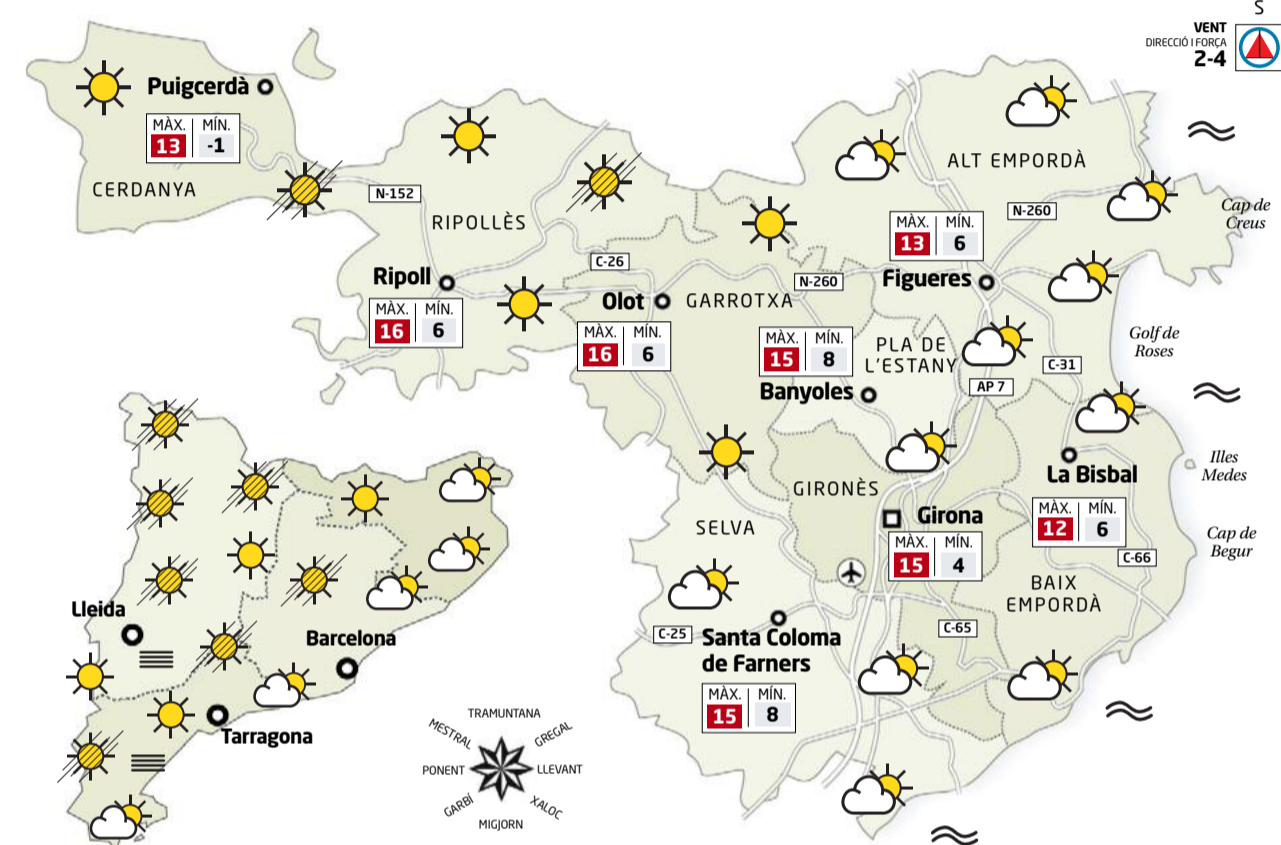 S
VENT
DIRECCIÓ I FORÇA
2-4
Puigcerdà
MÀX. MÍN.
13 -1
CERDANYA
N-152
RIPOLLÈS
ALT EMPORDÀ
Cap de
Creus
N-260
MÀX. MÍN.
13 6
Figueres
C-26
Ripoll
MÀX. MÍN.
16 6
Olot
GARROTXA
N-260
MÀX. MÍN.
16 6
MÀX. MÍN.
15 8
Banyoles
PLA DE
L'ESTANY
Golf de
Roses
C-31
AP 7
La Bisbal
MÀX. MÍN.
12 6
Illes
Medes
GIRONÈS
SELVA
Girona
MÀX. MÍN.
15 4
Cap de
Begur
C-66
BAIX
EMPORDÀ
C-25
Santa Coloma
de Farners
MÀX. MÍN.
15 8
C-65
Lleida
Barcelona
Tarragona
TRAMUNTANA
MESTRAL
GREGAL
PONENT
LLEVANT
GARBÍ
XALOC
MIGJORN